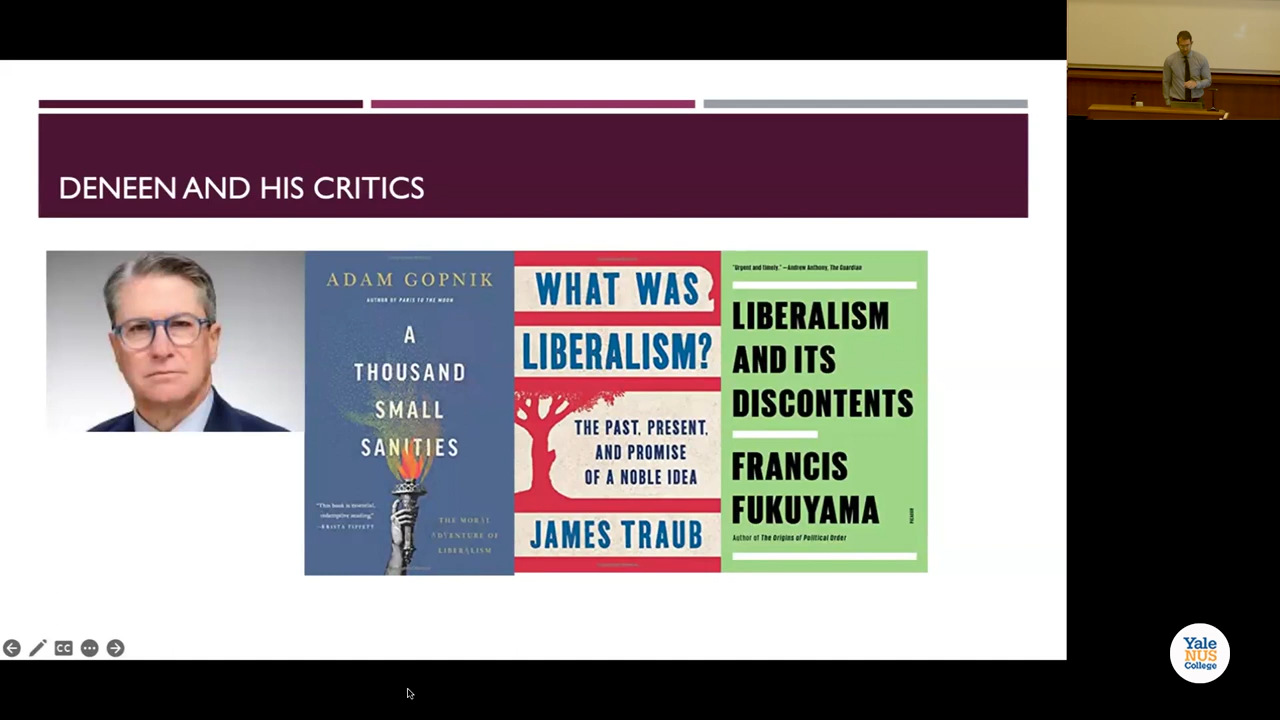 DENEEN AND HIS CRITICS
ADAM GOPNIK
AUTHOR OF PARIS TO THE MOON
A
THOUSAND
SMALL
SANITIES
"This book is
redemptive reading."
—KRISTA TIPPETT
THE MORAL
ADVENTURE OF
LIBERALISM
WHAT WAS
LIBERALISM?
THE PAST, PRESENT,
AND PROMISE
OF A NOBLE IDEA
JAMES TRAUB
"Urgent and timely." —Andrew Anthony, The Guardian
LIBERALISM
AND ITS
DISCONTENTS
FRANCIS
FUKUYAMA
PICADOR
Author of The Origins of Political Order
CC
Yale
NUS
College